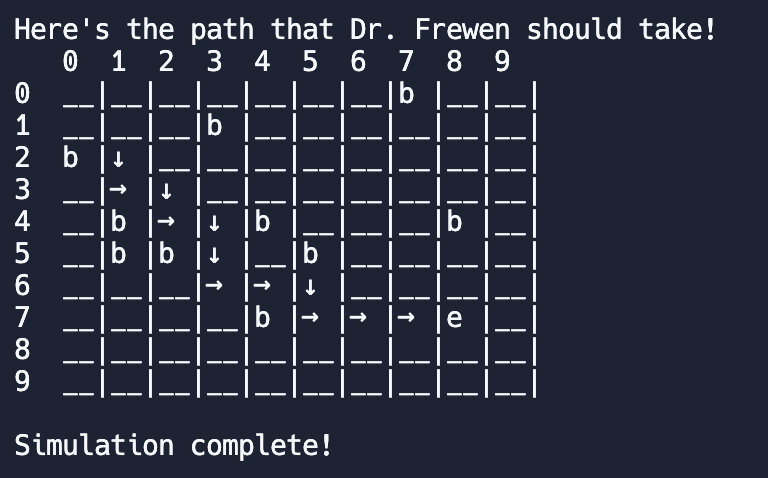 Here's the path that Dr. Frewen should take!
   0  1  2  3  4  5  6  7  8  9
0  __|__|__|__|__|__|__|b |__|__|
1  __|__|__|b |__|__|__|__|__|__|
2  b |↓ |__|__|__|__|__|__|__|__|
3  __|→ |↓ |__|__|__|__|__|__|__|
4  __|b |→ |↓ |b |__|__|__|b |__|
5  __|b |b |↓ |__|b |__|__|__|__|
6  __|__|__|→ |→ |↓ |__|__|__|__|
7  __|__|__|__|b |→ |→ |→ |e |__|
8  __|__|__|__|__|__|__|__|__|__|
9  __|__|__|__|__|__|__|__|__|__|
Simulation complete!